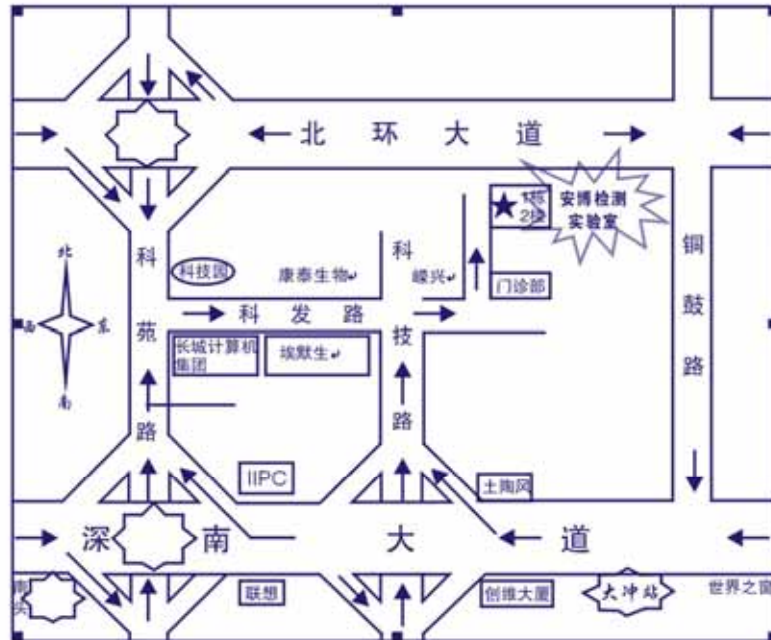 北环大道
1栋
2楼
安博检测
实验室
科苑路
科技园
康泰生物
科技路
嵘兴
门诊部
铜鼓路
北
西
东
南
科发路
长城计算机
集团
埃默生
IIPC
土陶风
深南大道
南
头
联想
创维大厦
大冲站
世界之窗